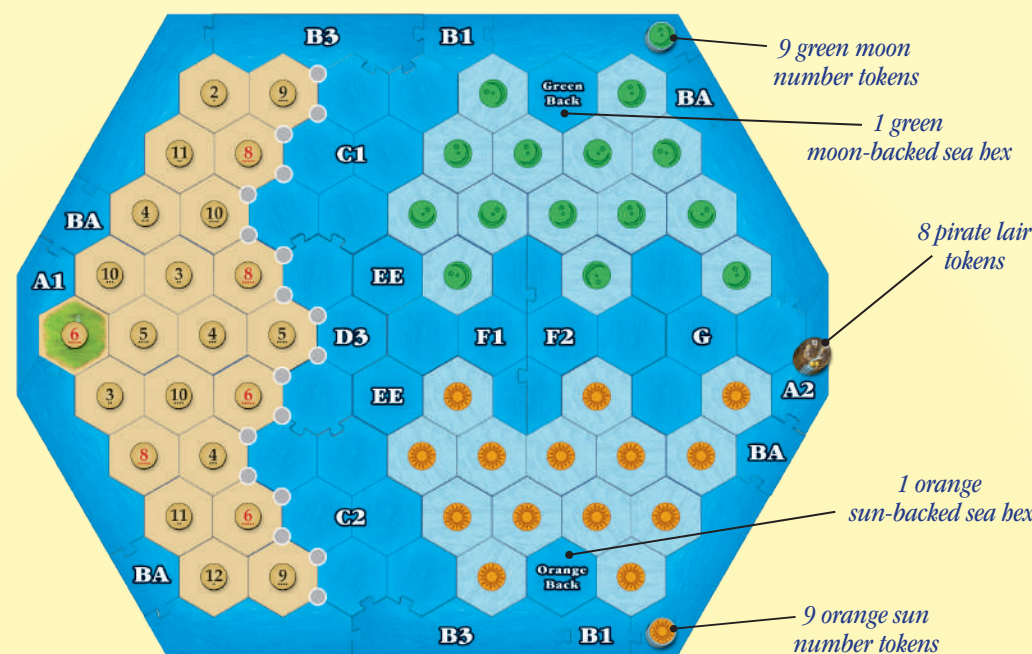 B3 B1
9 green moon
number tokens
2 9
Green
Back
BA
1 green
moon-backed sea hex
11 8
C1
4 10
BA
8 pirate lair
tokens
A1
10 3 8
EE
6 5 4 5
D3 F1 F2 G
3 10 6
EE
A2
8 4
BA
1 orange
sun-backed sea hex
11 6
C2
BA
12 9
Orange
Back
9 orange sun
number tokens
B3 B1